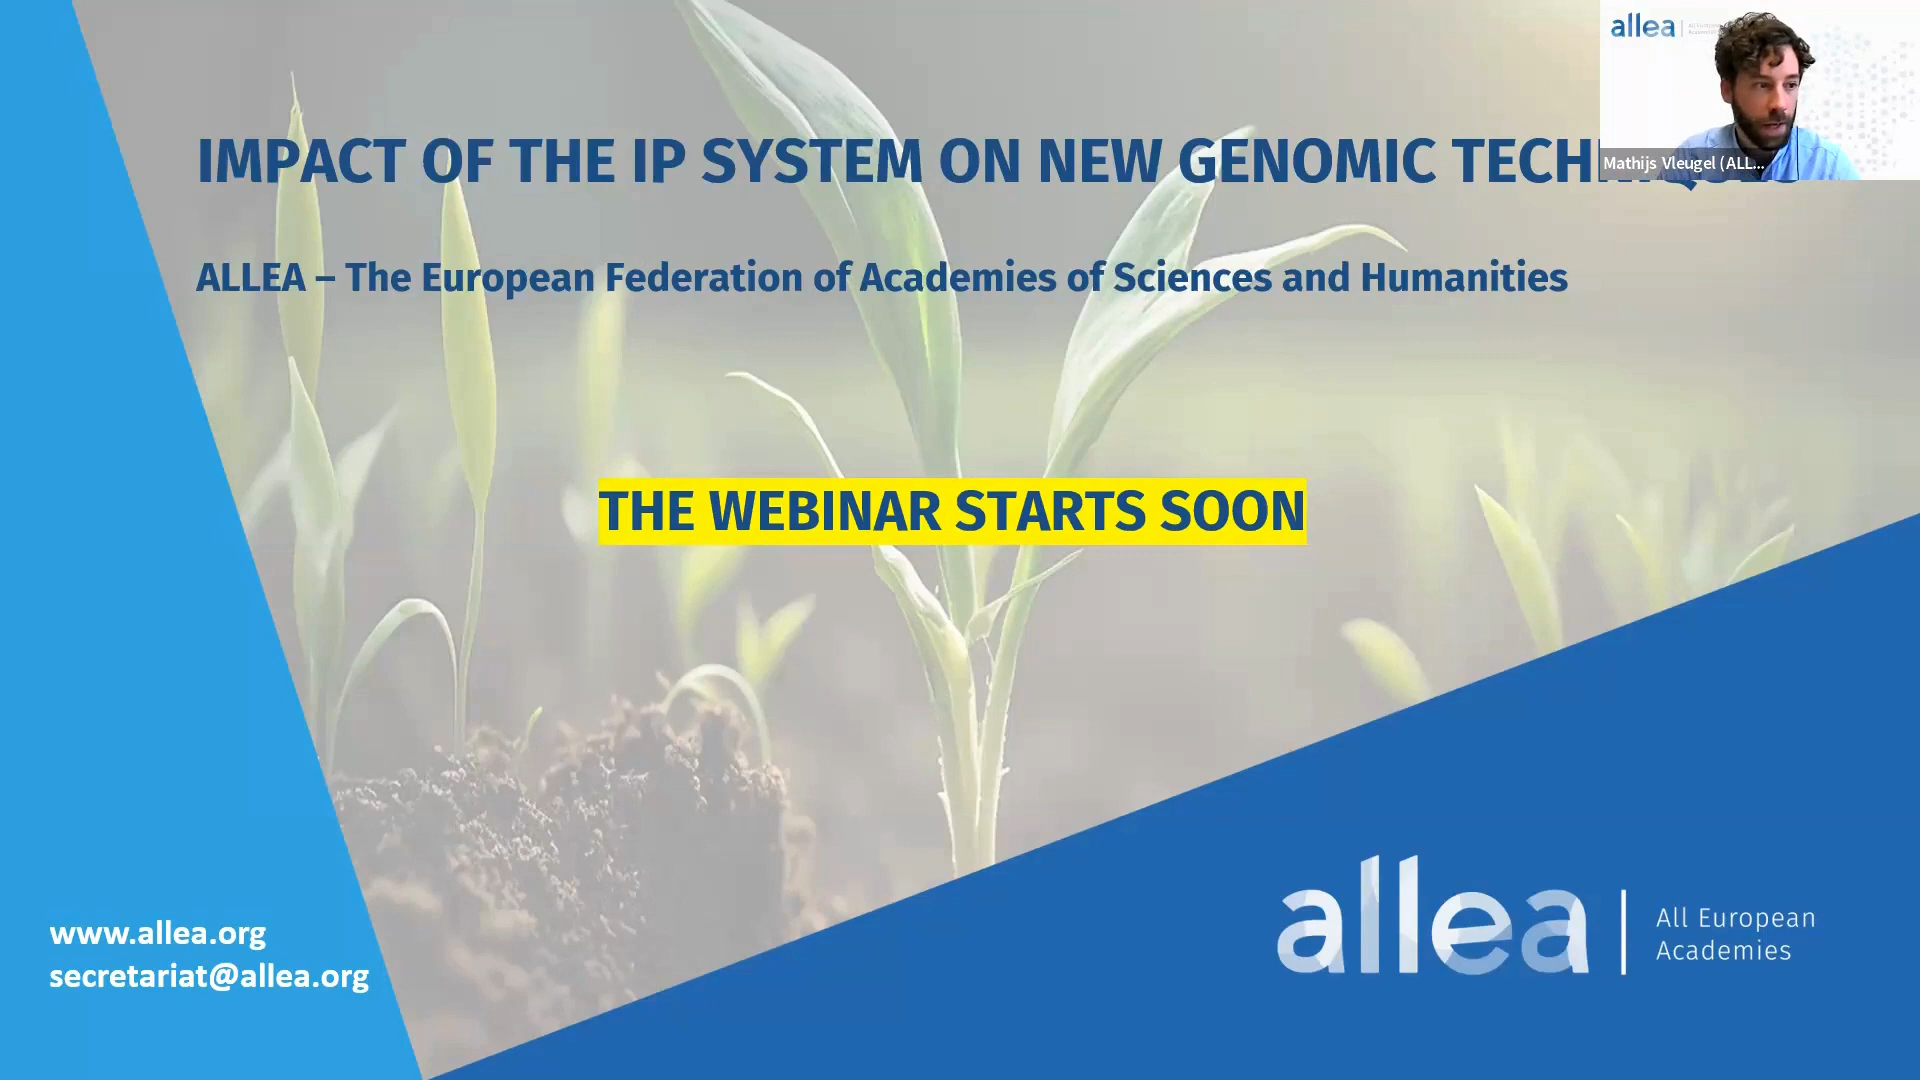 IMPACT OF THE IP SYSTEM ON NEW GENOMIC
allea
Mathijs Vleugel (ALL...
ALLEA – The European Federation of Academies of Sciences and Humanities
THE WEBINAR STARTS SOON
www.allea.org
secretariat@allea.org
allea
All European
Academies